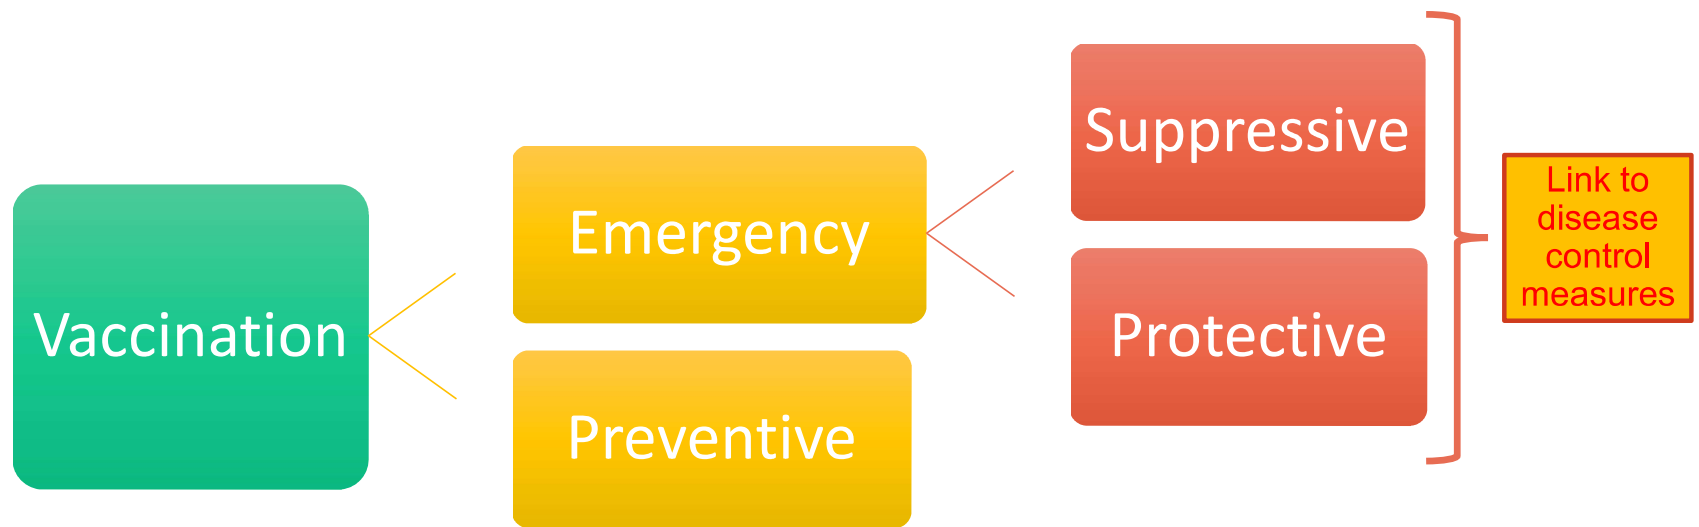 Vaccination
Emergency
Preventive
Suppressive
Protective
Link to
disease
control
measures